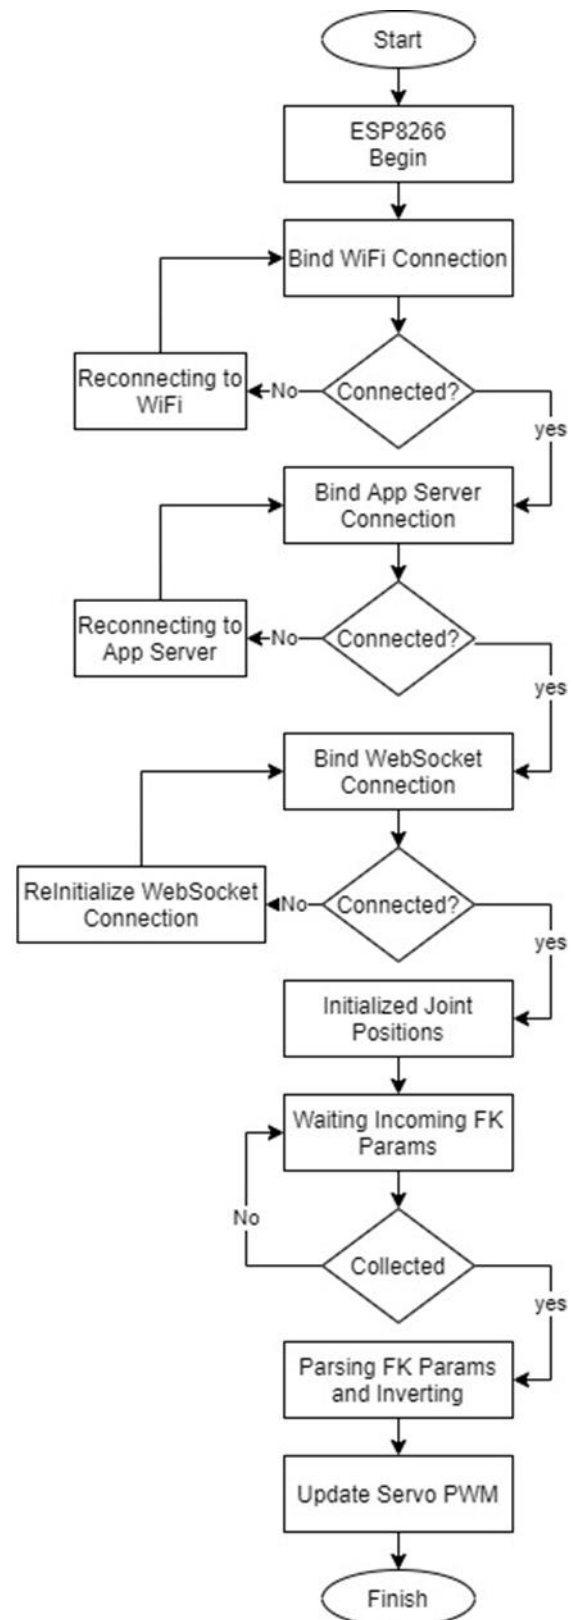 Start
ESP8266
Begin
Bind WiFi Connection
Reconnecting to
WiFi
No
Connected?
yes
Bind App Server
Connection
Reconnecting to
App Server
No
Connected?
yes
Bind WebSocket
Connection
ReInitialize WebSocket
Connection
No
Connected?
yes
Initialized Joint
Positions
Waiting Incoming FK
Params
No
Collected
yes
Parsing FK Params
and Inverting
Update Servo PWM
Finish